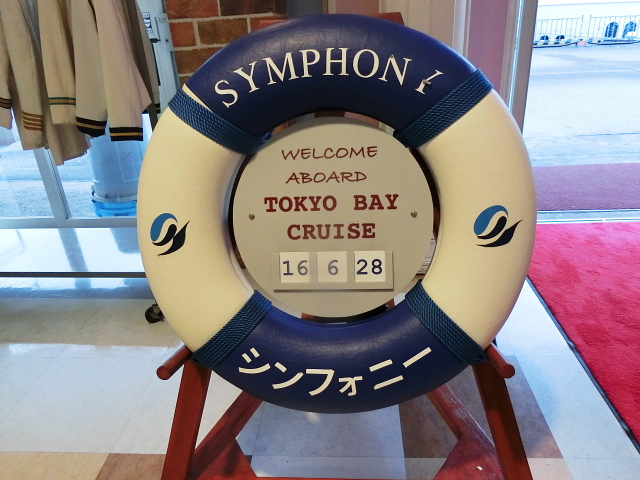 SYMPHONY
WELCOME
ABOARD
TOKYO BAY
CRUISE
16 6 28
シンフォニー